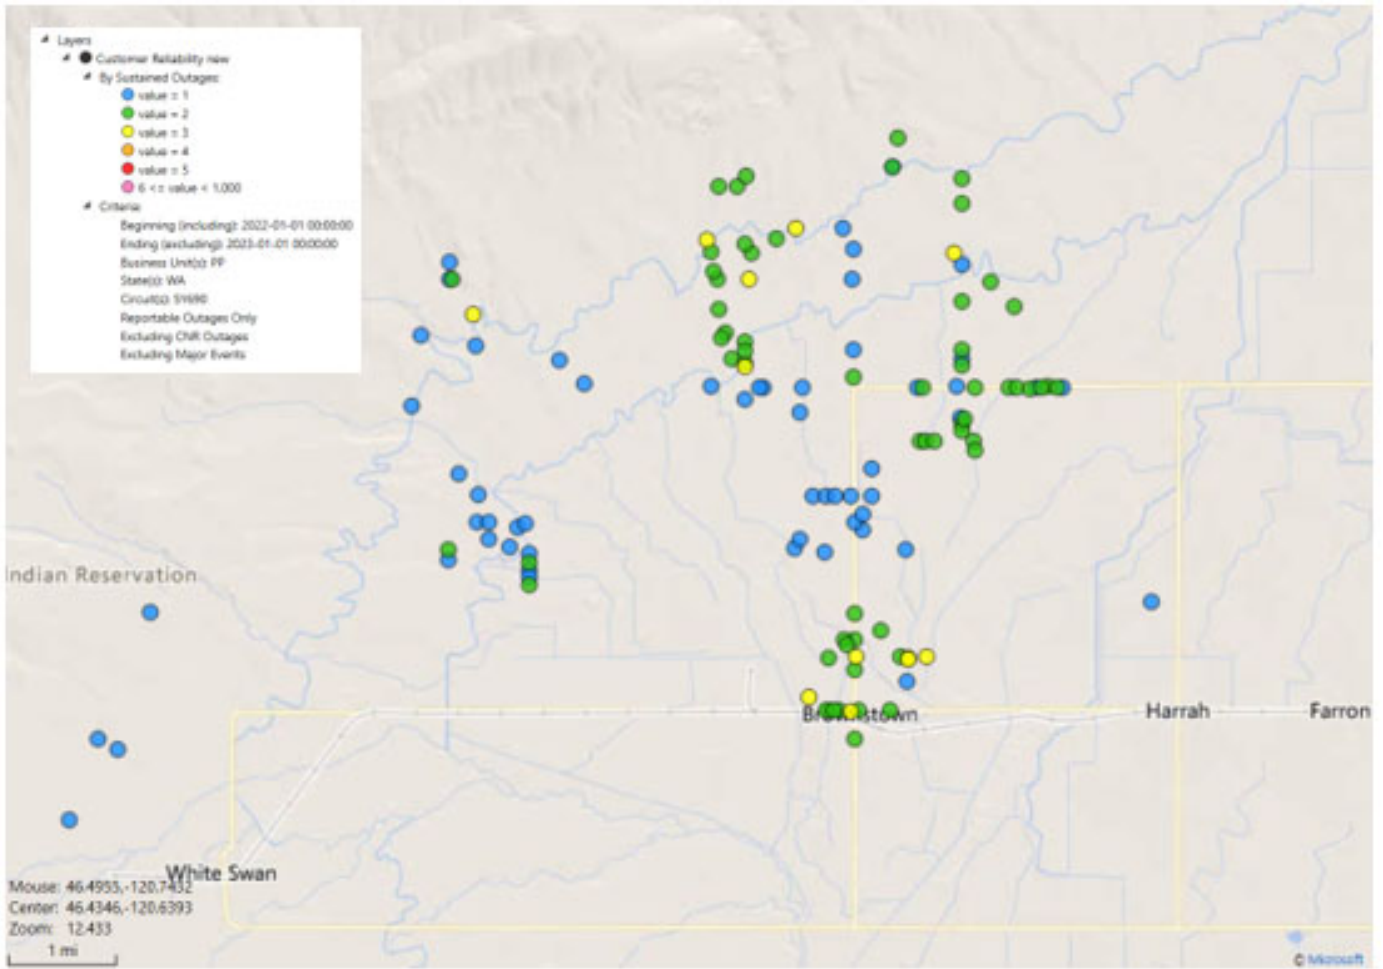 Layers
Customer Reliability new
By Sustained Outages:
value = 1
value = 2
value = 3
value = 4
value = 5
6 <= value < 1.000
Criteria:
Beginning (including): 2022-01-01 00:00:00
Ending (excluding): 2023-01-01 00:00:00
Business Unit(s): PP
State(s): WA
Circuit(s): 5Y690
Reportable Outages Only
Excluding CNR Outages
Excluding Major Events
Indian Reservation
Brownstown
Harrah
Farron
White Swan
Mouse: 46.4955,-120.7432
Center: 46.4346,-120.6393
Zoom: 12.433
1 mi
© Microsoft